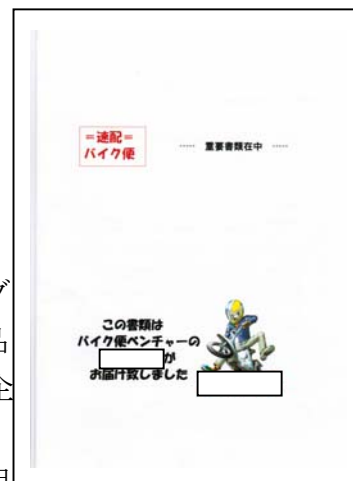 ＝速配＝
バイク便
‥‥‥ 重要書類在中 ‥‥‥
この書類は
バイク便ベンチャーの
が
お届け致しました